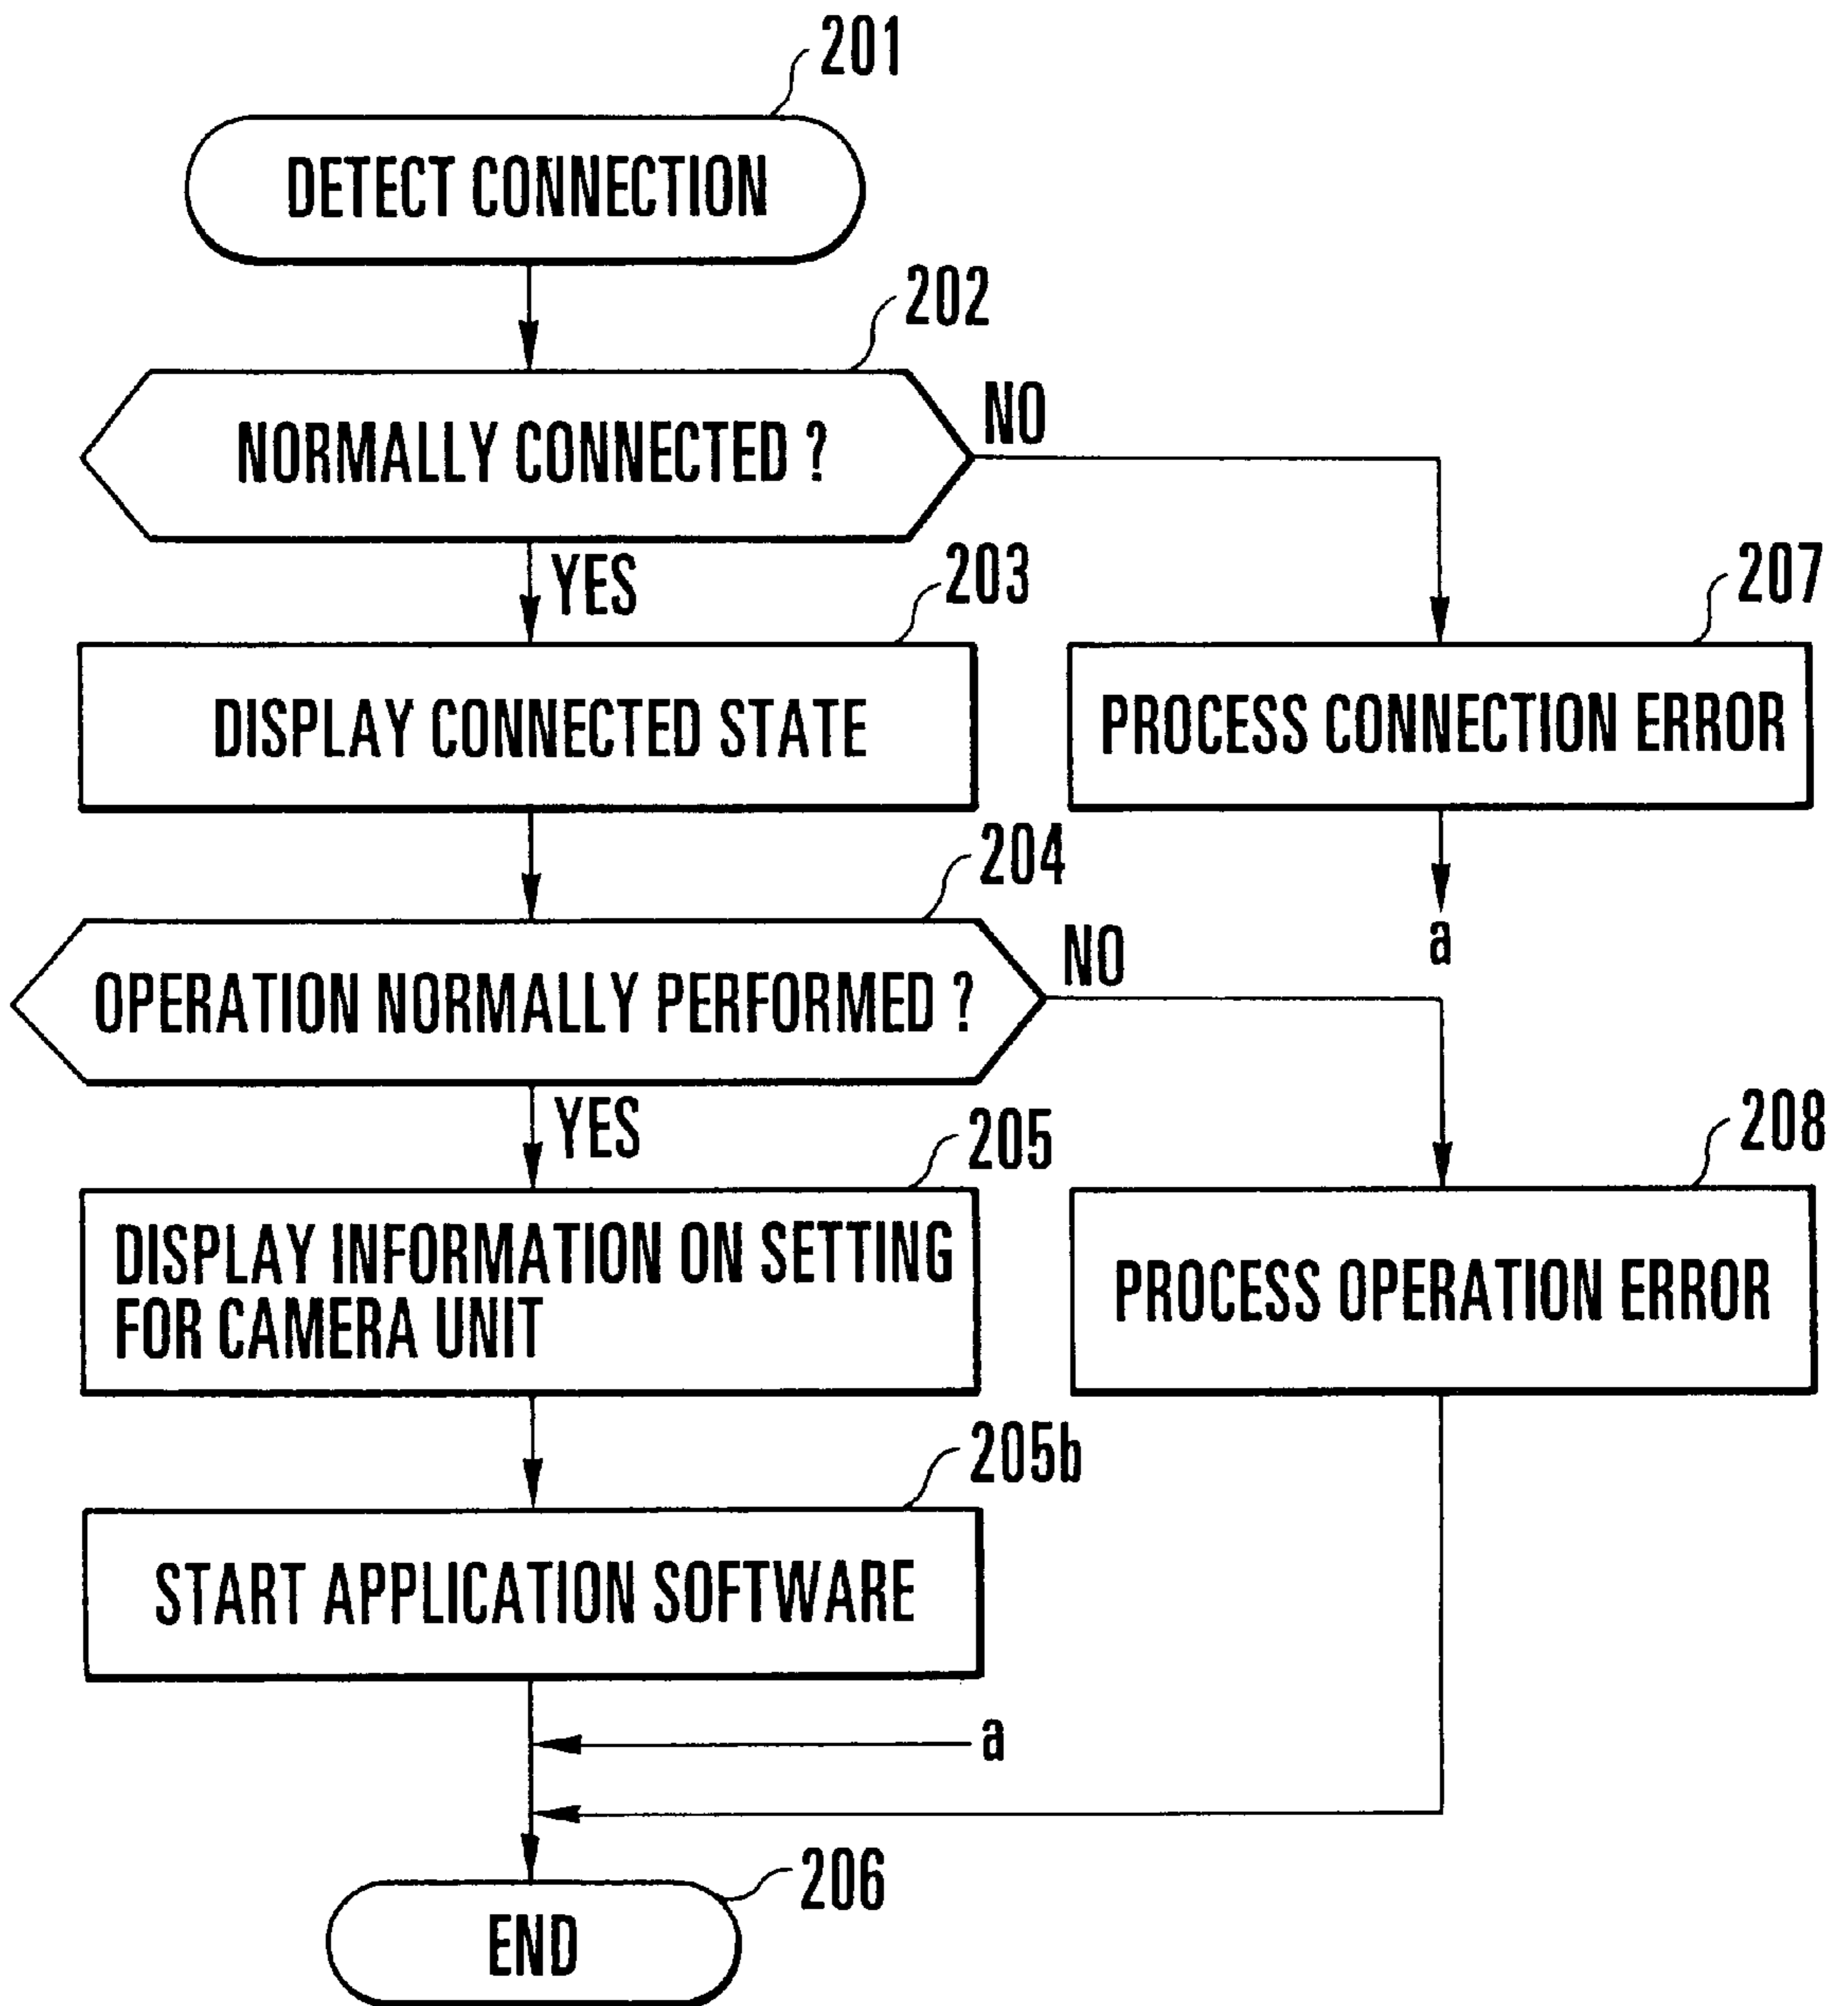 201
DETECT CONNECTION
202
NORMALLY CONNECTED ?
NO
YES
203
207
DISPLAY CONNECTED STATE
PROCESS CONNECTION ERROR
204
a
OPERATION NORMALLY PERFORMED ?
NO
YES
205
208
DISPLAY INFORMATION ON SETTING
FOR CAMERA UNIT
PROCESS OPERATION ERROR
205b
START APPLICATION SOFTWARE
a
206
END